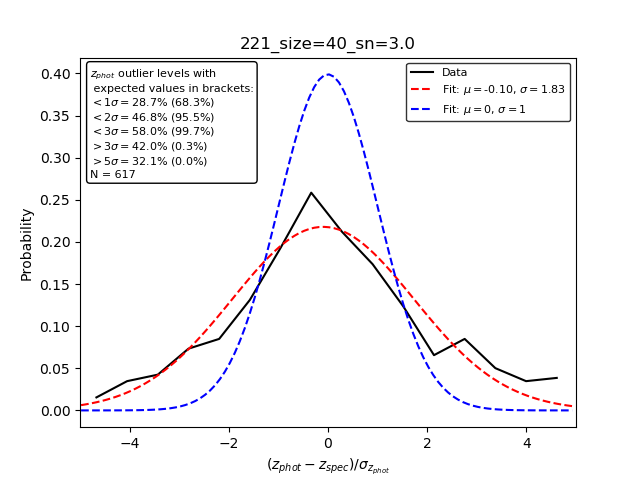 221_size=40_sn=3.0
z_phot outlier levels with
expected values in brackets:
<1σ = 28.7% (68.3%)
<2σ = 46.8% (95.5%)
<3σ = 58.0% (99.7%)
>3σ = 42.0% (0.3%)
>5σ = 32.1% (0.0%)
N = 617
Data
Fit: μ = -0.10, σ = 1.83
Fit: μ = 0, σ = 1
0.40
0.35
0.30
0.25
0.20
0.15
0.10
0.05
0.00
Probability
−4 −2 0 2 4
(z_phot − z_spec)/σ_z_phot